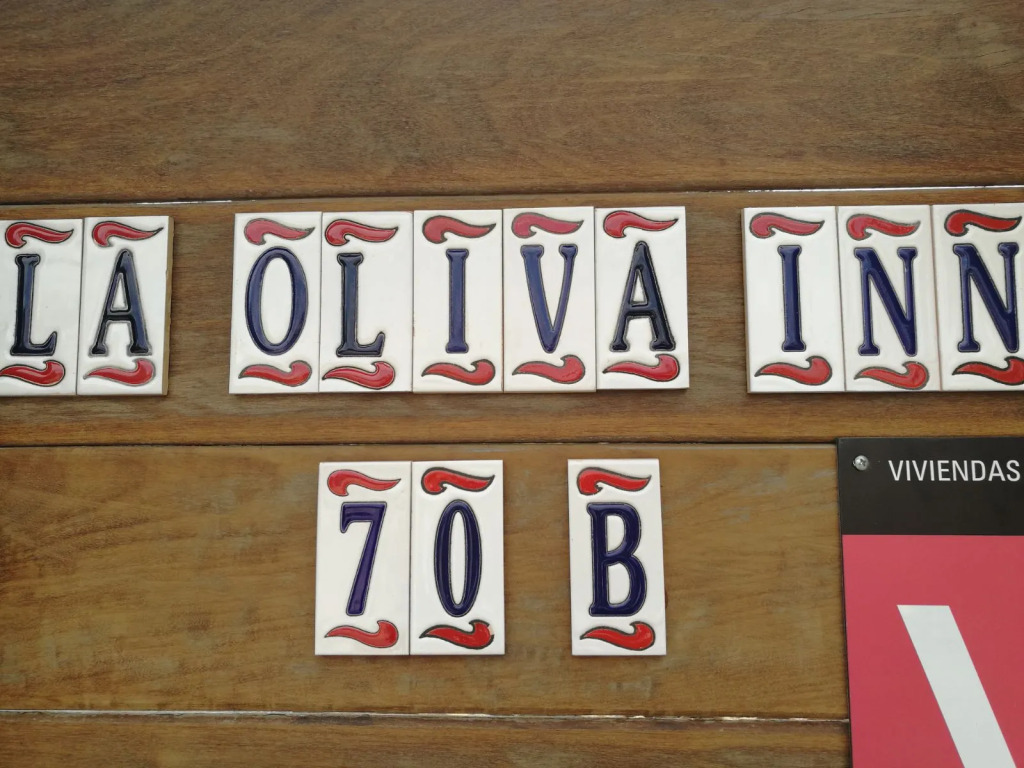 LA OLIVA INN
70 B
VIVIENDAS
V